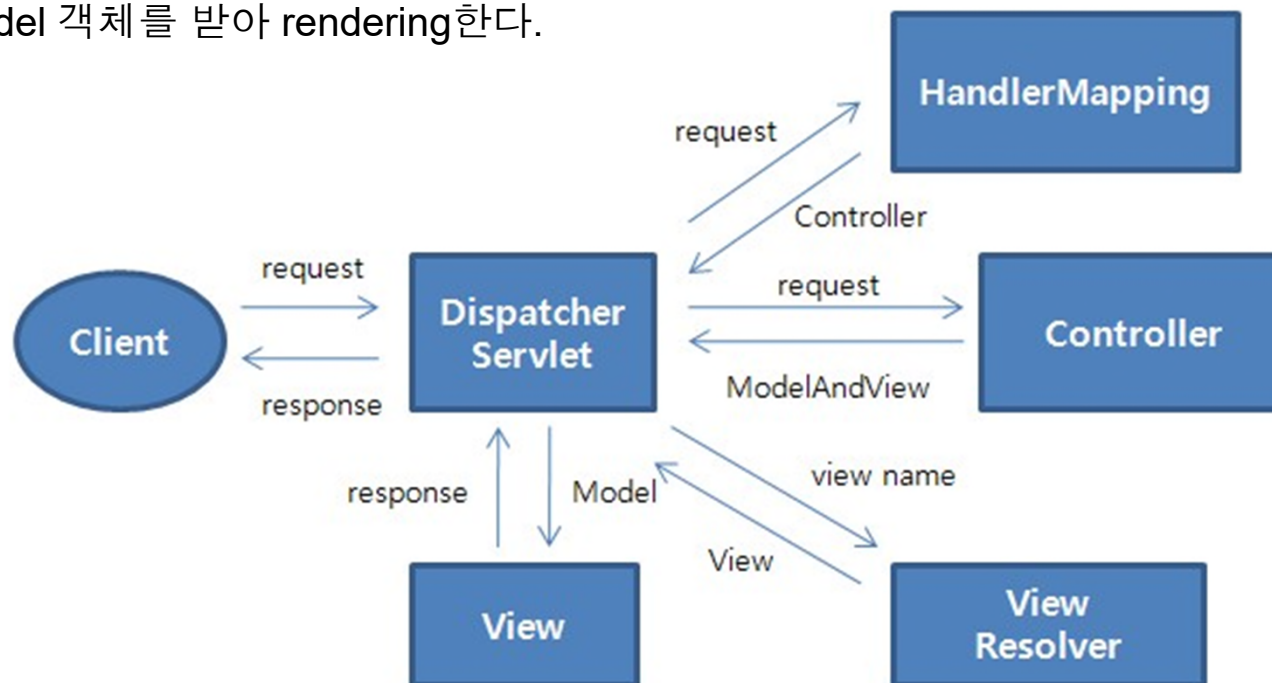 del 객체를 받아 rendering한다.
HandlerMapping
request
Controller
request
Dispatcher
Servlet
request
Controller
Client
ModelAndView
response
response
Model
view name
View
View
View
Resolver